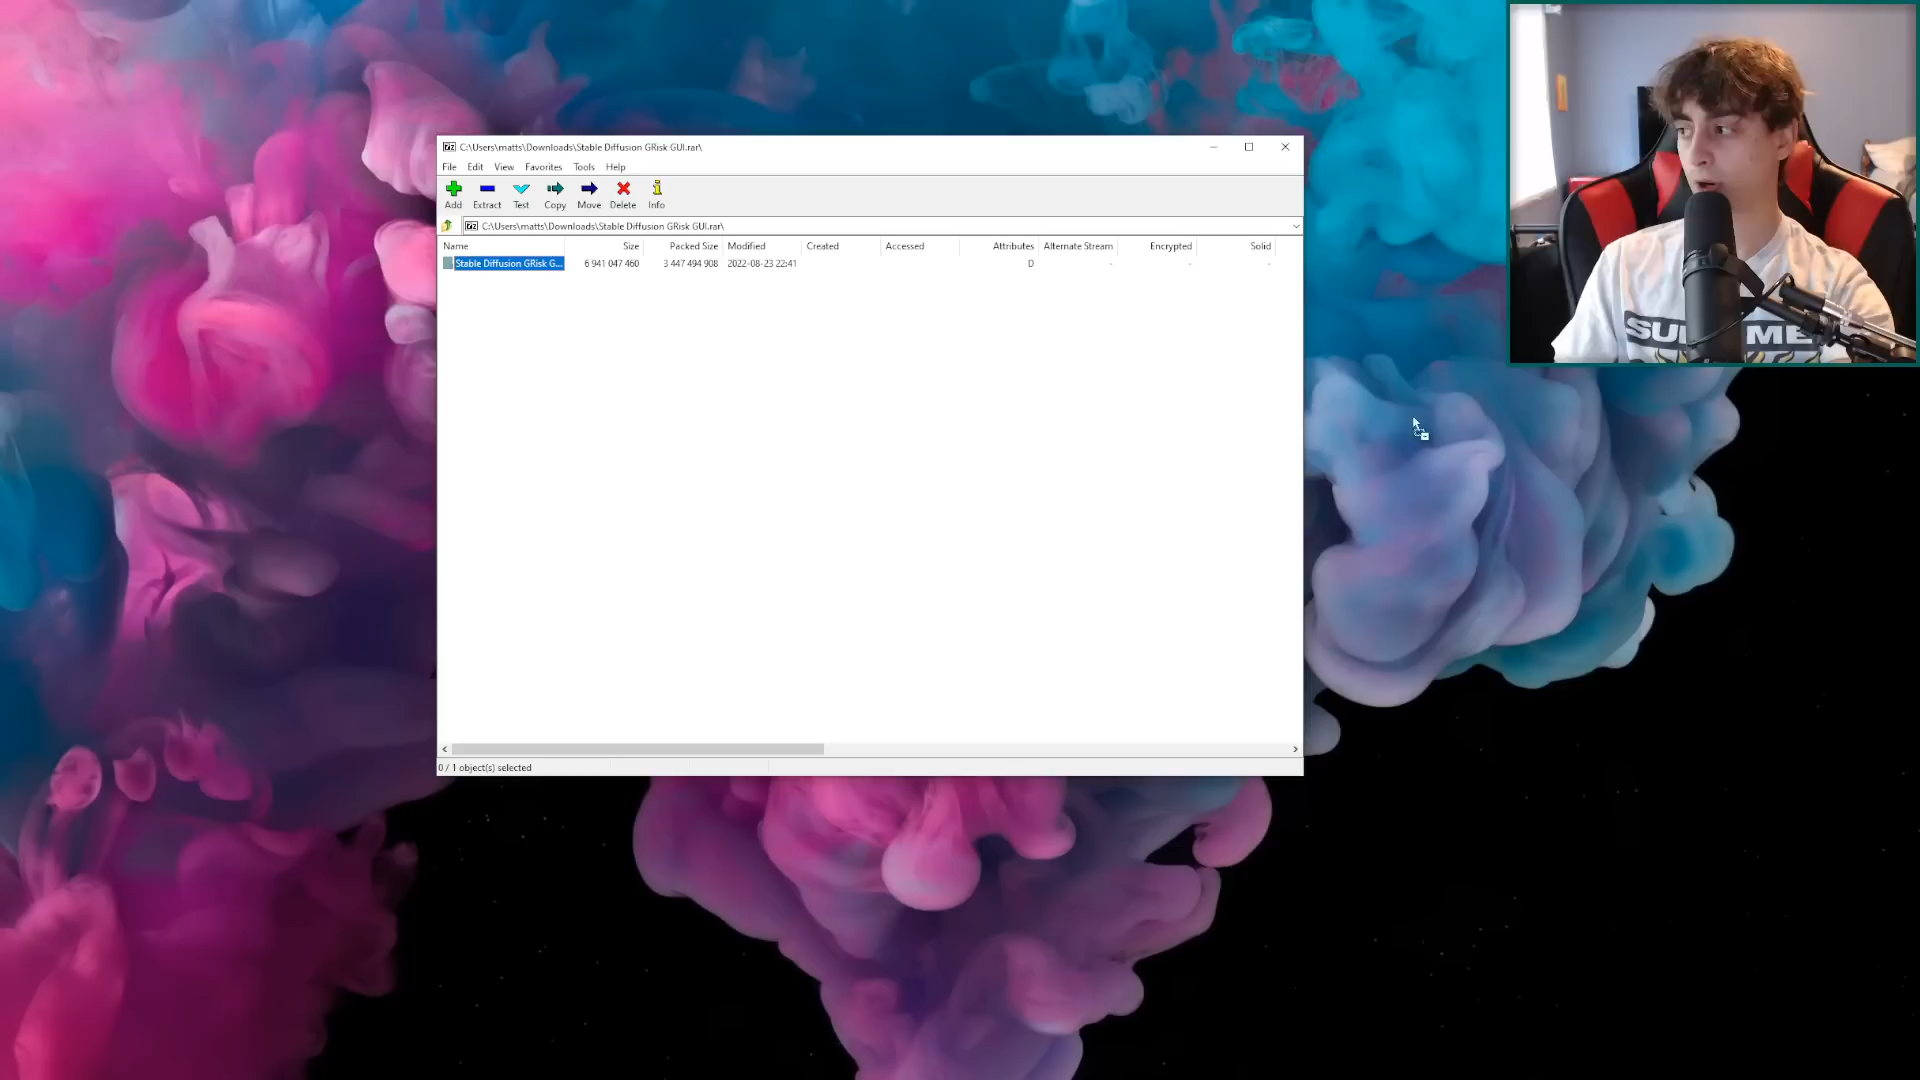 C:\Users\matts\Downloads\Stable Diffusion GRisk GUI.rar\
File Edit View Favorites Tools Help
Add Extract Test Copy Move Delete Info
C:\Users\matts\Downloads\Stable Diffusion GRisk GUI.rar\
Name Size Packed Size Modified Created Accessed Attributes Alternate Stream Encrypted Solid
Stable Diffusion GRisk G... 6 941 047 460 3 447 494 908 2022-08-23 22:41 D - - -
0 / 1 object(s) selected